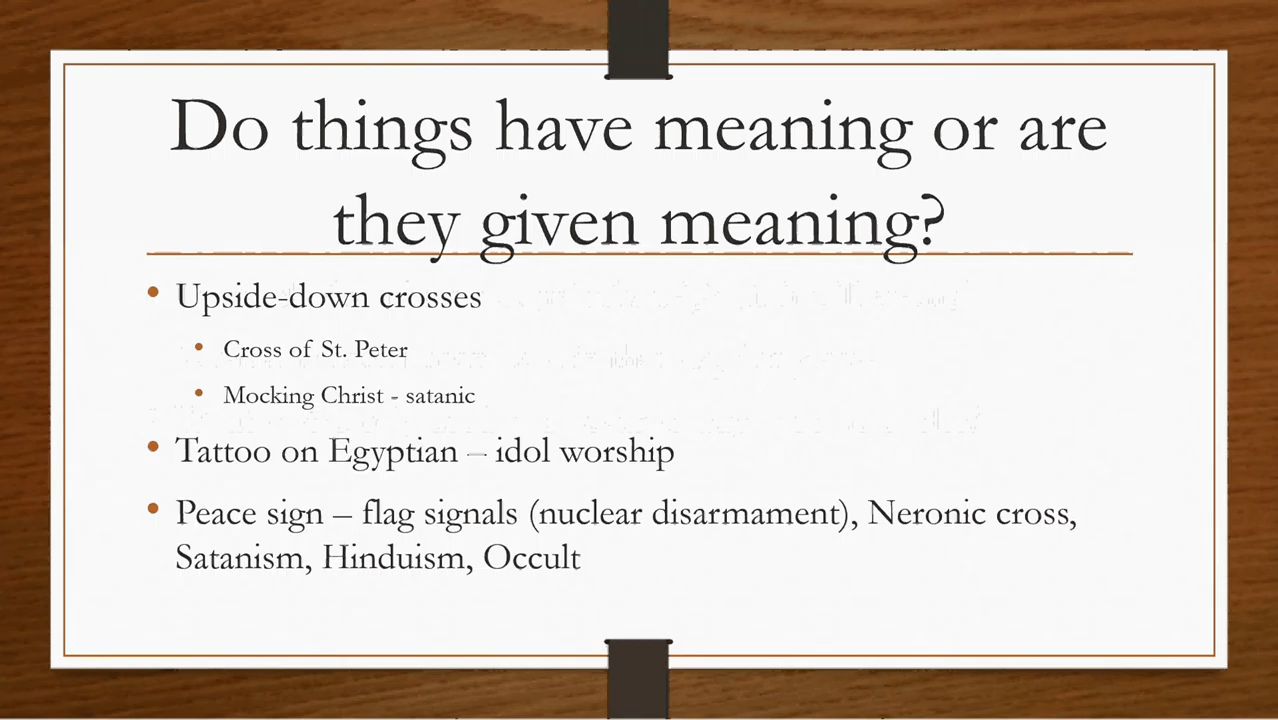 Do things have meaning or are
they given meaning?
• Upside-down crosses
• Cross of St. Peter
• Mocking Christ - satanic
• Tattoo on Egyptian – idol worship
• Peace sign – flag signals (nuclear disarmament), Neronic cross,
Satanism, Hinduism, Occult